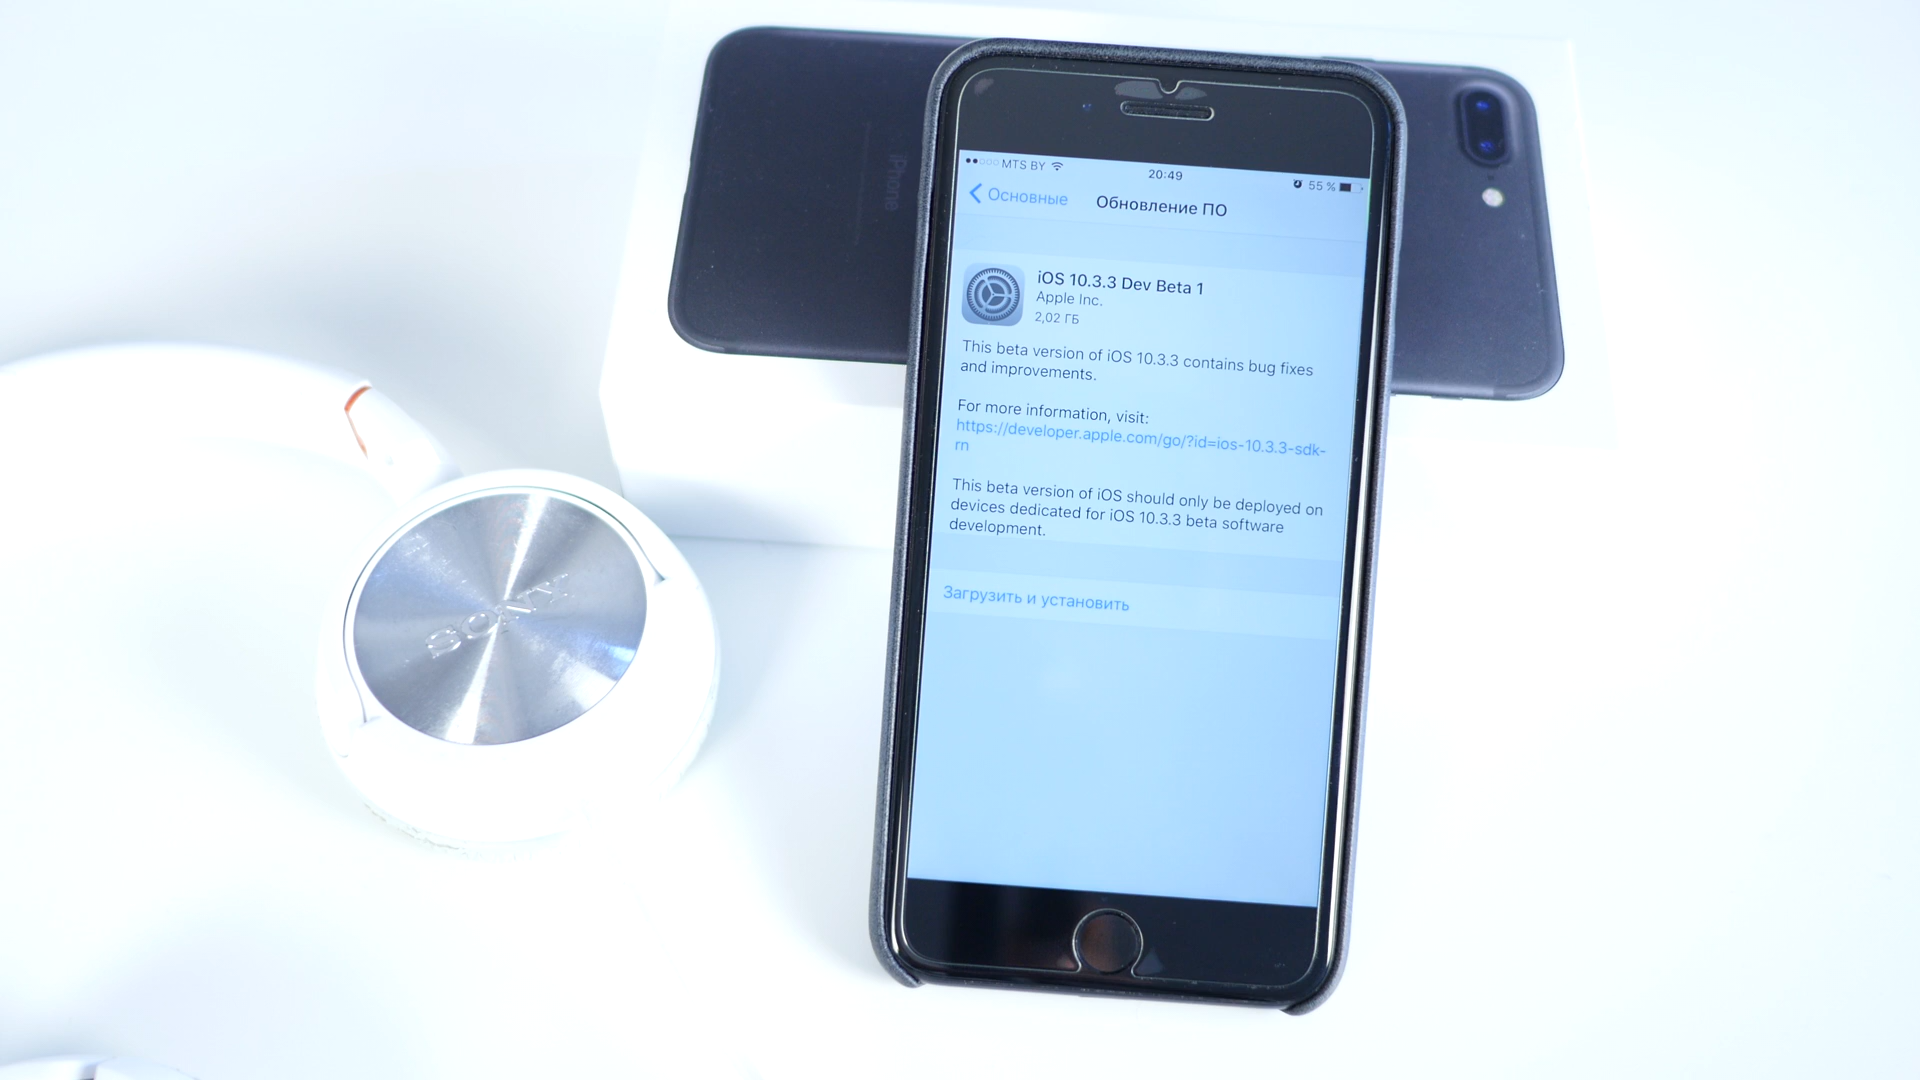 iPhone
MTS BY
20:49
55 %
Основные
Обновление ПО
iOS 10.3.3 Dev Beta 1
Apple Inc.
2,02 ГБ
This beta version of iOS 10.3.3 contains bug fixes
and improvements.
For more information, visit:
https://developer.apple.com/go/?id=ios-10.3.3-sdk-
rn
This beta version of iOS should only be deployed on
devices dedicated for iOS 10.3.3 beta software
development.
Загрузить и установить
SONY